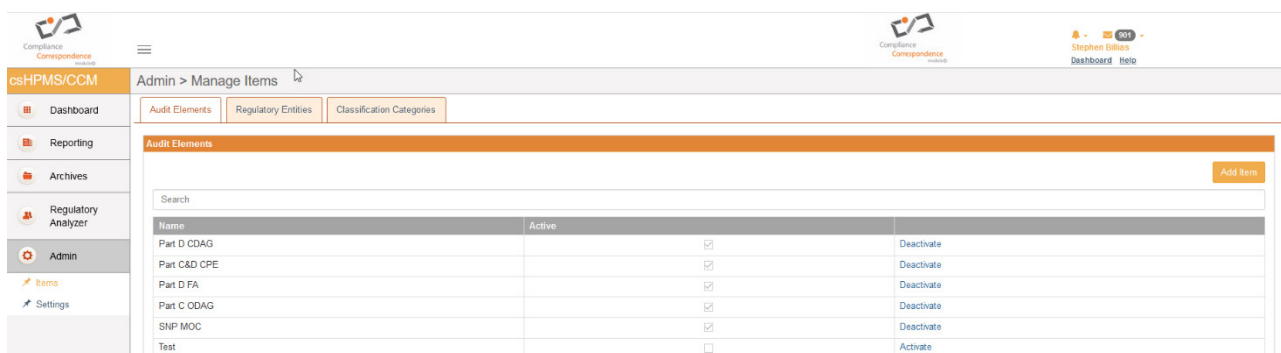 Compliance
Correspondence
Compliance
Correspondence
901
Stephen Billias
Dashboard Help
csHPMS/CCM
Admin > Manage Items
Dashboard
Reporting
Archives
Regulatory
Analyzer
Admin
Items
Settings
Audit Elements Regulatory Entities Classification Categories
Audit Elements
Add Item
Search
Name Active
Part D CDAG Deactivate
Part C&D CPE Deactivate
Part D FA Deactivate
Part C ODAG Deactivate
SNP MOC Deactivate
Test Activate